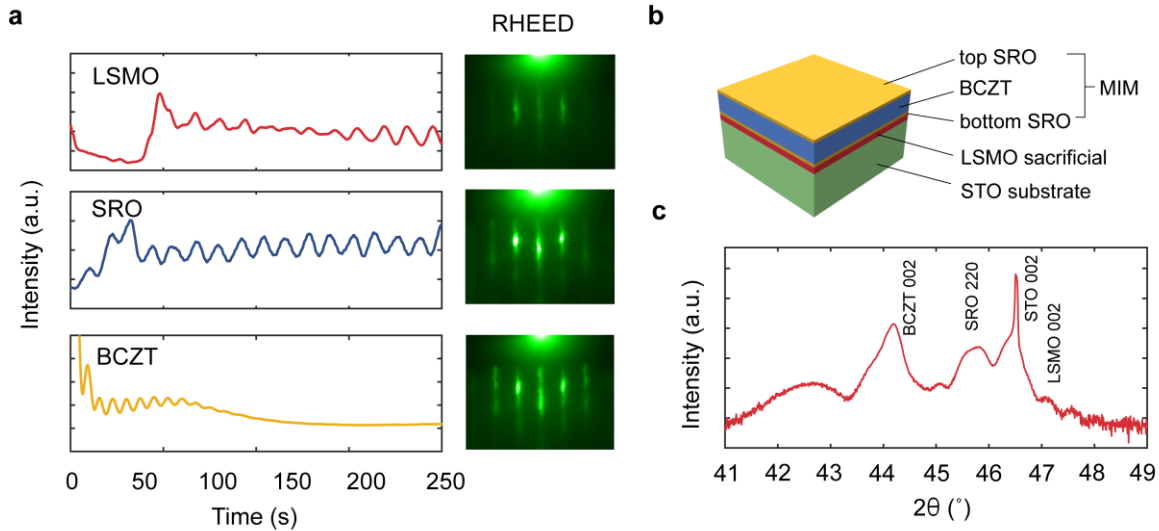 a
RHEED
LSMO
SRO
BCZT
Intensity (a.u.)
0 50 100 150 200 250
Time (s)
b
top SRO
BCZT
bottom SRO
MIM
LSMO sacrificial
STO substrate
c
BCZT 002
SRO 220
STO 002
LSMO 002
Intensity (a.u.)
41 42 43 44 45 46 47 48 49
2θ (°)